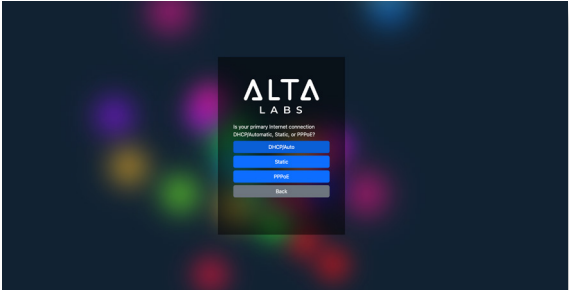 ALTA
LABS
Is your primary Internet connection
DHCP/Automatic, Static, or PPPoE?
DHCP/Auto
Static
PPPoE
Back